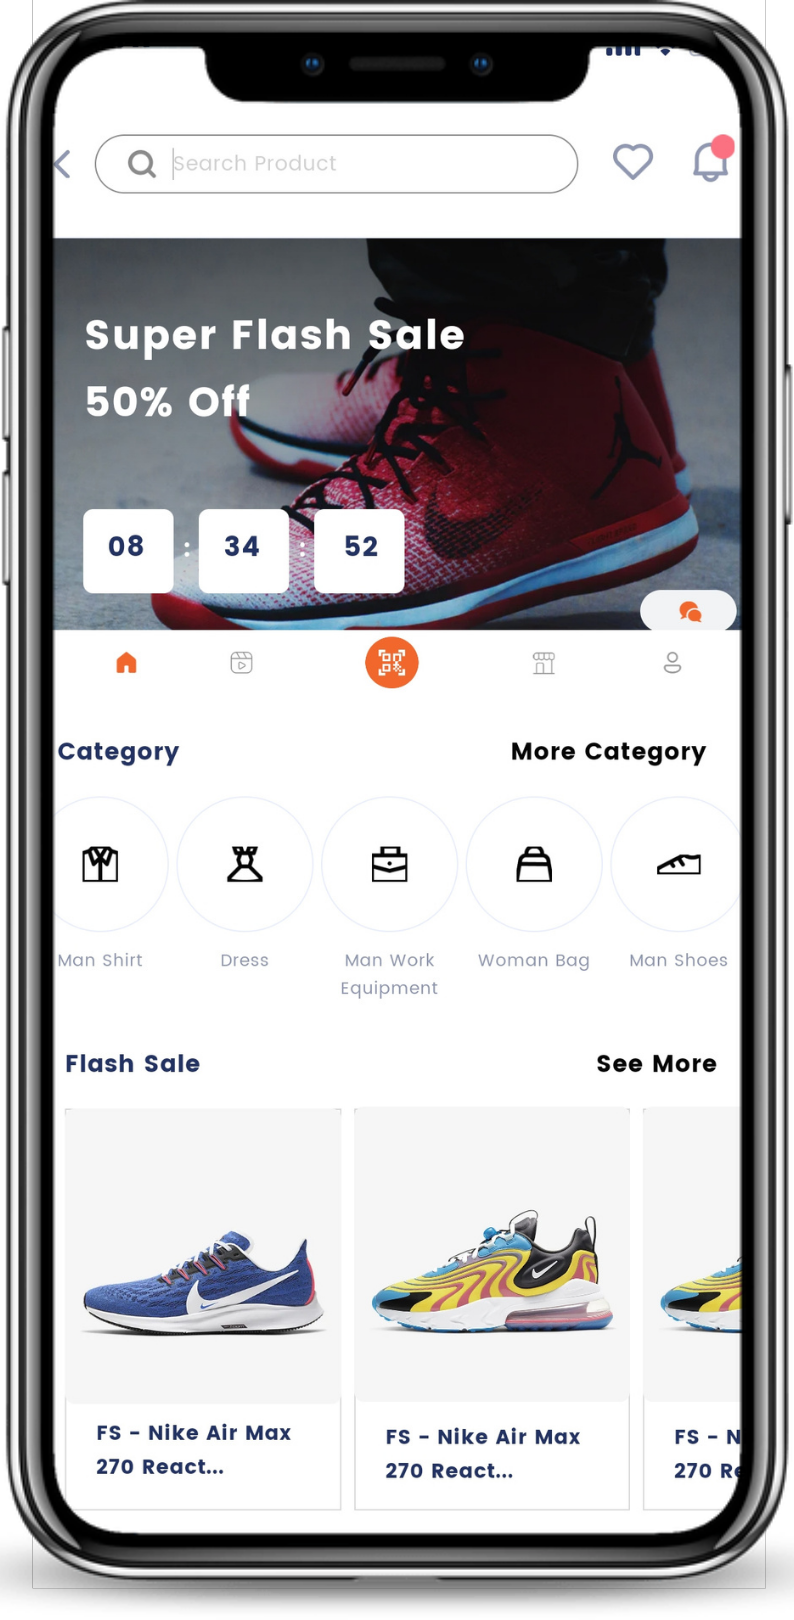 Search Product
Super Flash Sale
50% Off
08 : 34 : 52
Category More Category
Man Shirt
Dress
Man Work
Equipment
Woman Bag
Man Shoes
Flash Sale See More
FS - Nike Air Max
270 React...
FS - Nike Air Max
270 React...
FS - N
270 Re